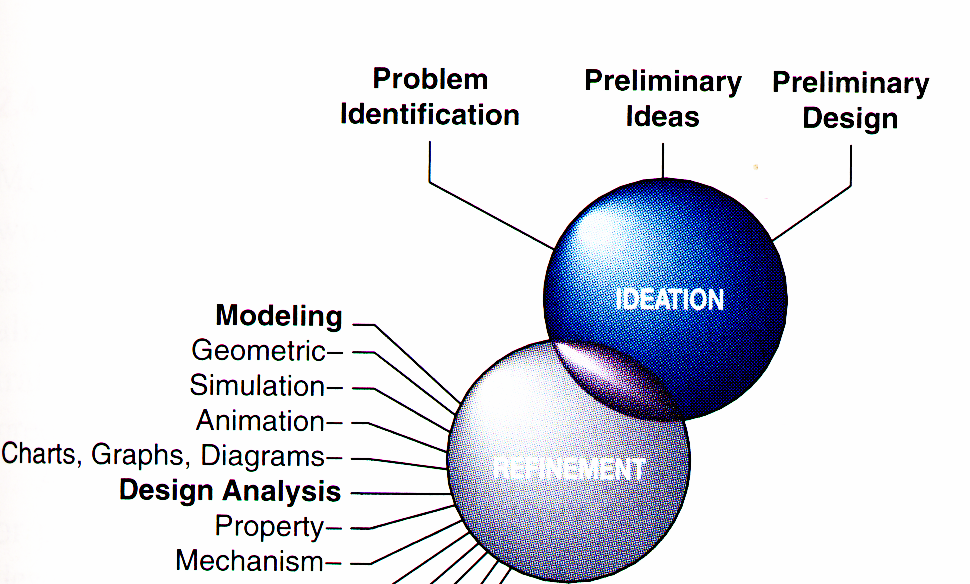 Problem
Identification
Preliminary
Ideas
Preliminary
Design
IDEATION
Modeling
Geometric–
Simulation–
Animation–
Charts, Graphs, Diagrams–
Design Analysis
Property–
Mechanism–
REFINEMENT